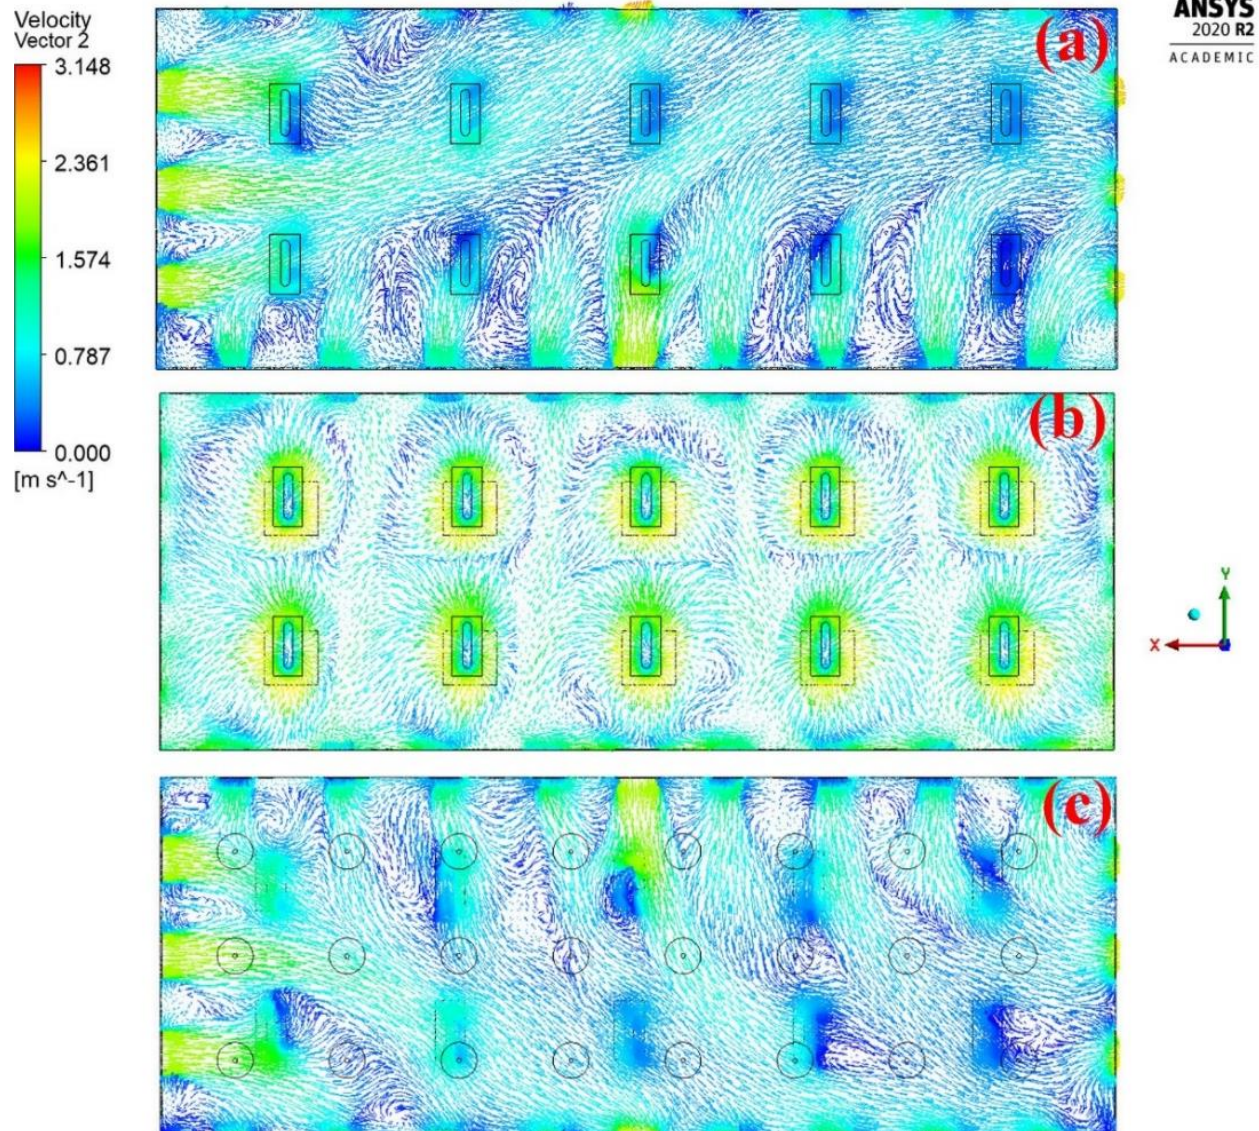 Velocity
Vector 2
3.148
2.361
1.574
0.787
0.000
[m s^-1]
(a)
ANSYS
2020 R2
ACADEMIC
(b)
Y
X
(c)